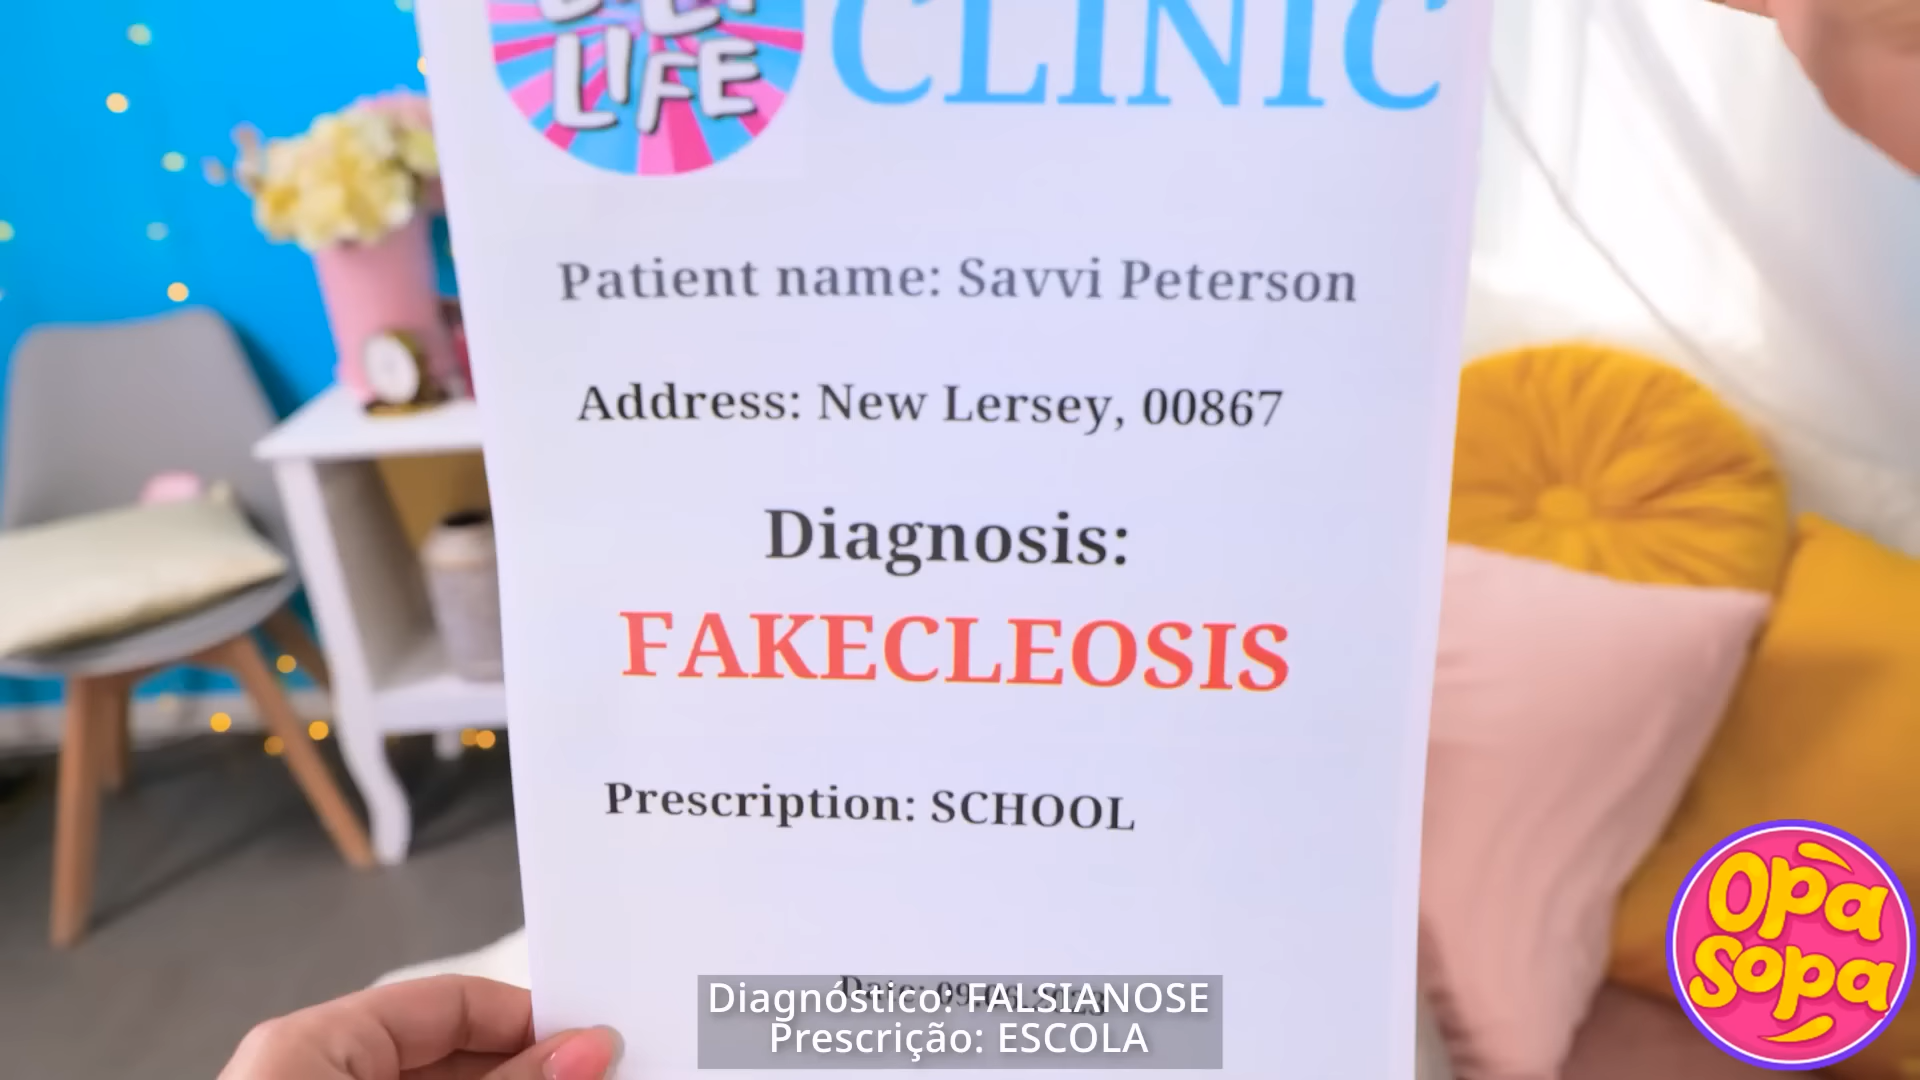 LIFE
CLINIC
Patient name: Savvi Peterson
Address: New Lersey, 00867
Diagnosis:
FAKECLEOSIS
Prescription: SCHOOL
Diagnóstico: FALSIANOSE
Prescrição: ESCOLA
Opa
Sopa